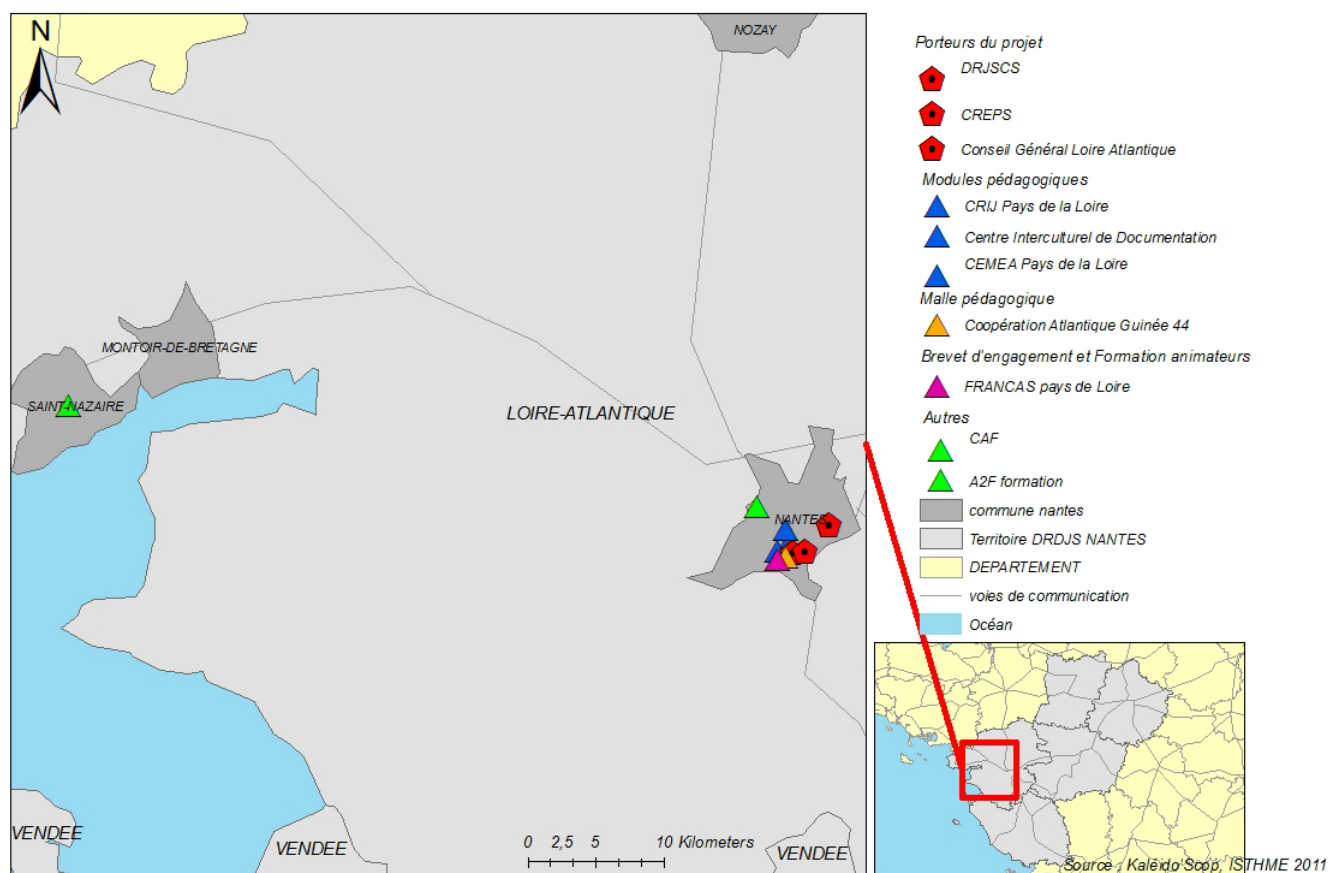 N
NOZAY
MONTOIR-DE-BRETAGNE
SAINT-NAZAIRE
LOIRE-ATLANTIQUE
NANTES
VENDEE
VENDEE
VENDEE
0 2,5 5 10 Kilometers
Porteurs du projet
DRJSCS
CREPS
Conseil Général Loire Atlantique
Modules pédagogiques
CRIJ Pays de la Loire
Centre Interculturel de Documentation
CEMEA Pays de la Loire
Malle pédagogique
Coopération Atlantique Guinée 44
Brevet d'engagement et Formation animateurs
FRANCAS pays de Loire
Autres
CAF
A2F formation
commune nantes
Territoire DRDJS NANTES
DEPARTEMENT
voies de communication
Océan
Source : Kaléido Scop, ISTHME 2011